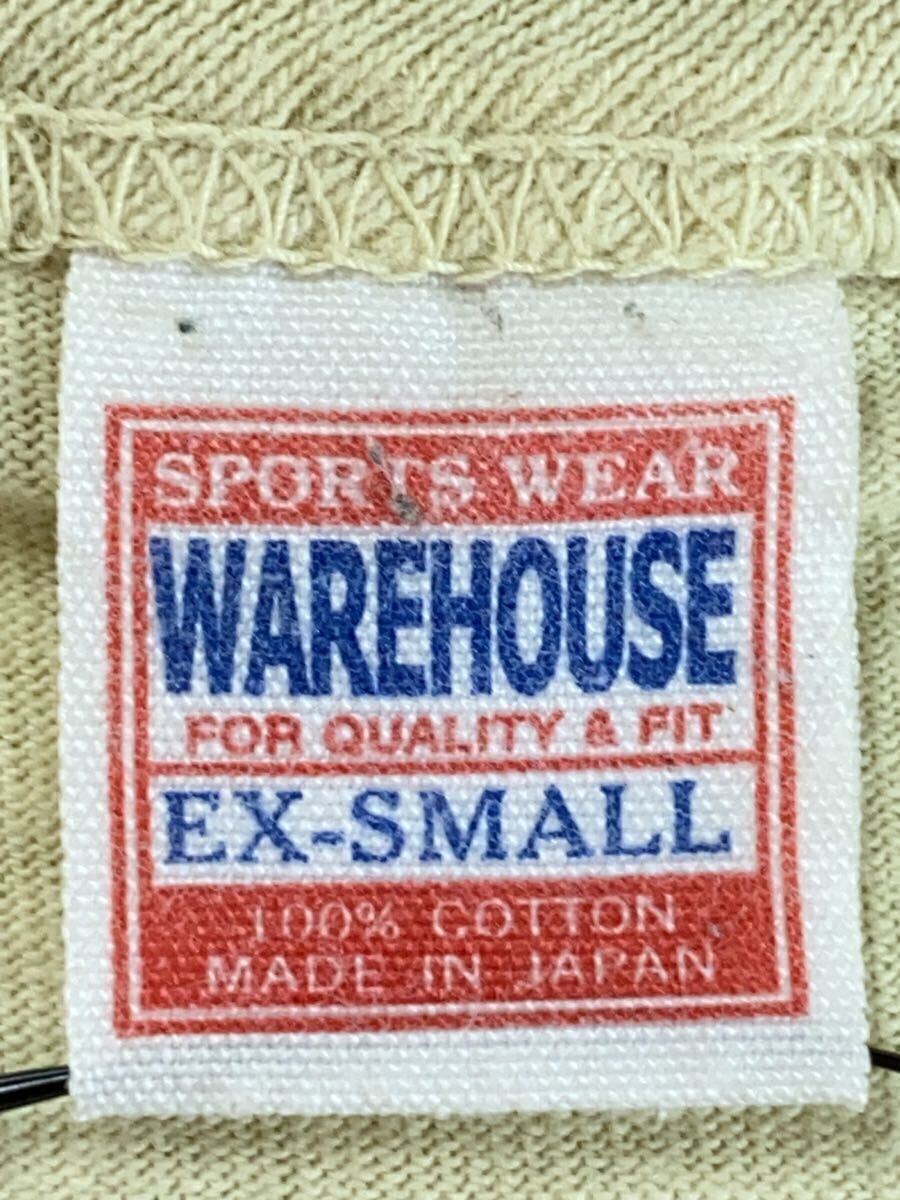 SPORTS WEAR
WAREHOUSE
FOR QUALITY & FIT
EX-SMALL
100% COTTON
MADE IN JAPAN